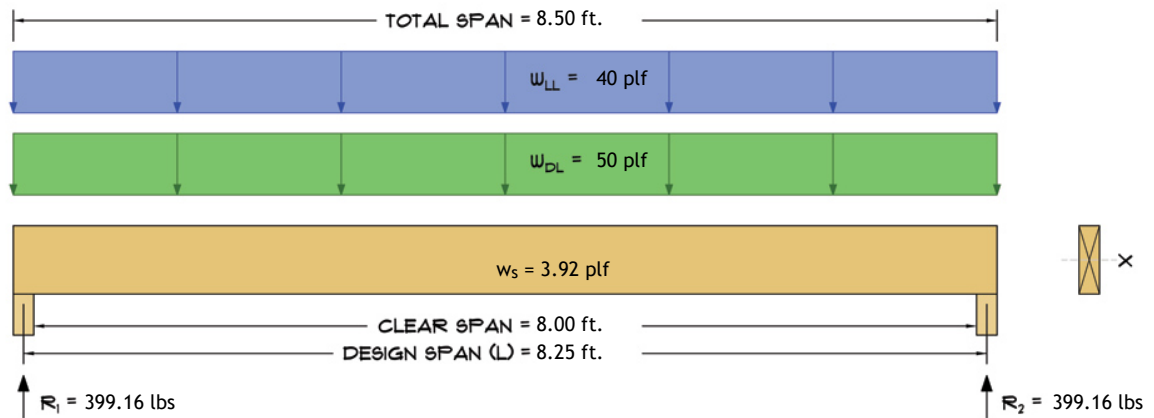 TOTAL SPAN = 8.50 ft.
WLL = 40 plf
WDL = 50 plf
ws = 3.92 plf
X
CLEAR SPAN = 8.00 ft.
DESIGN SPAN (L) = 8.25 ft.
R1 = 399.16 lbs
R2 = 399.16 lbs